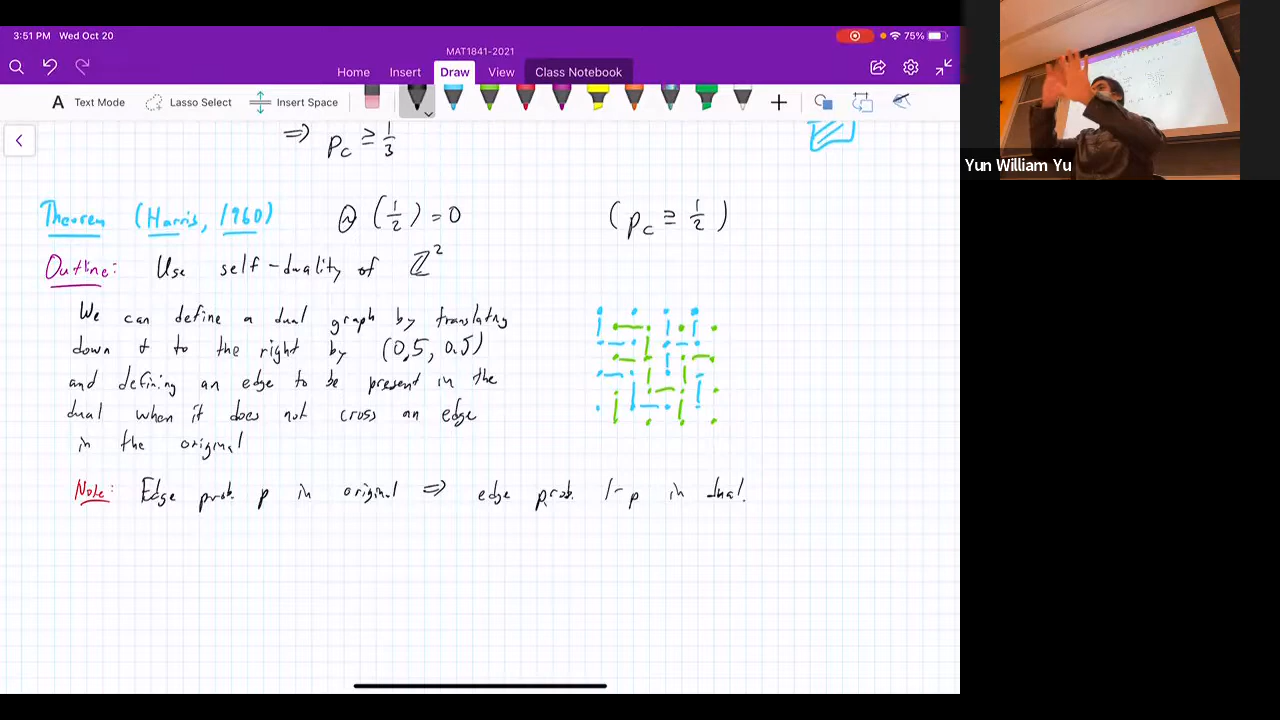 3:51 PM Wed Oct 20
75%
MAT1841-2021
Home Insert Draw View Class Notebook
A Text Mode Lasso Select Insert Space
⇒ p_c ≥ 1/3
Theorem (Harris, 1960) Θ(1/2) = 0 (p_c ≥ 1/2)
Outline: Use self-duality of ℤ²
We can define a dual graph by translating
down & to the right by (0.5, 0.5)
and defining an edge to be present in the
dual when it does not cross an edge
in the original
Note: Edge prob. p in original ⇒ edge prob. 1-p in dual.
Yun William Yu